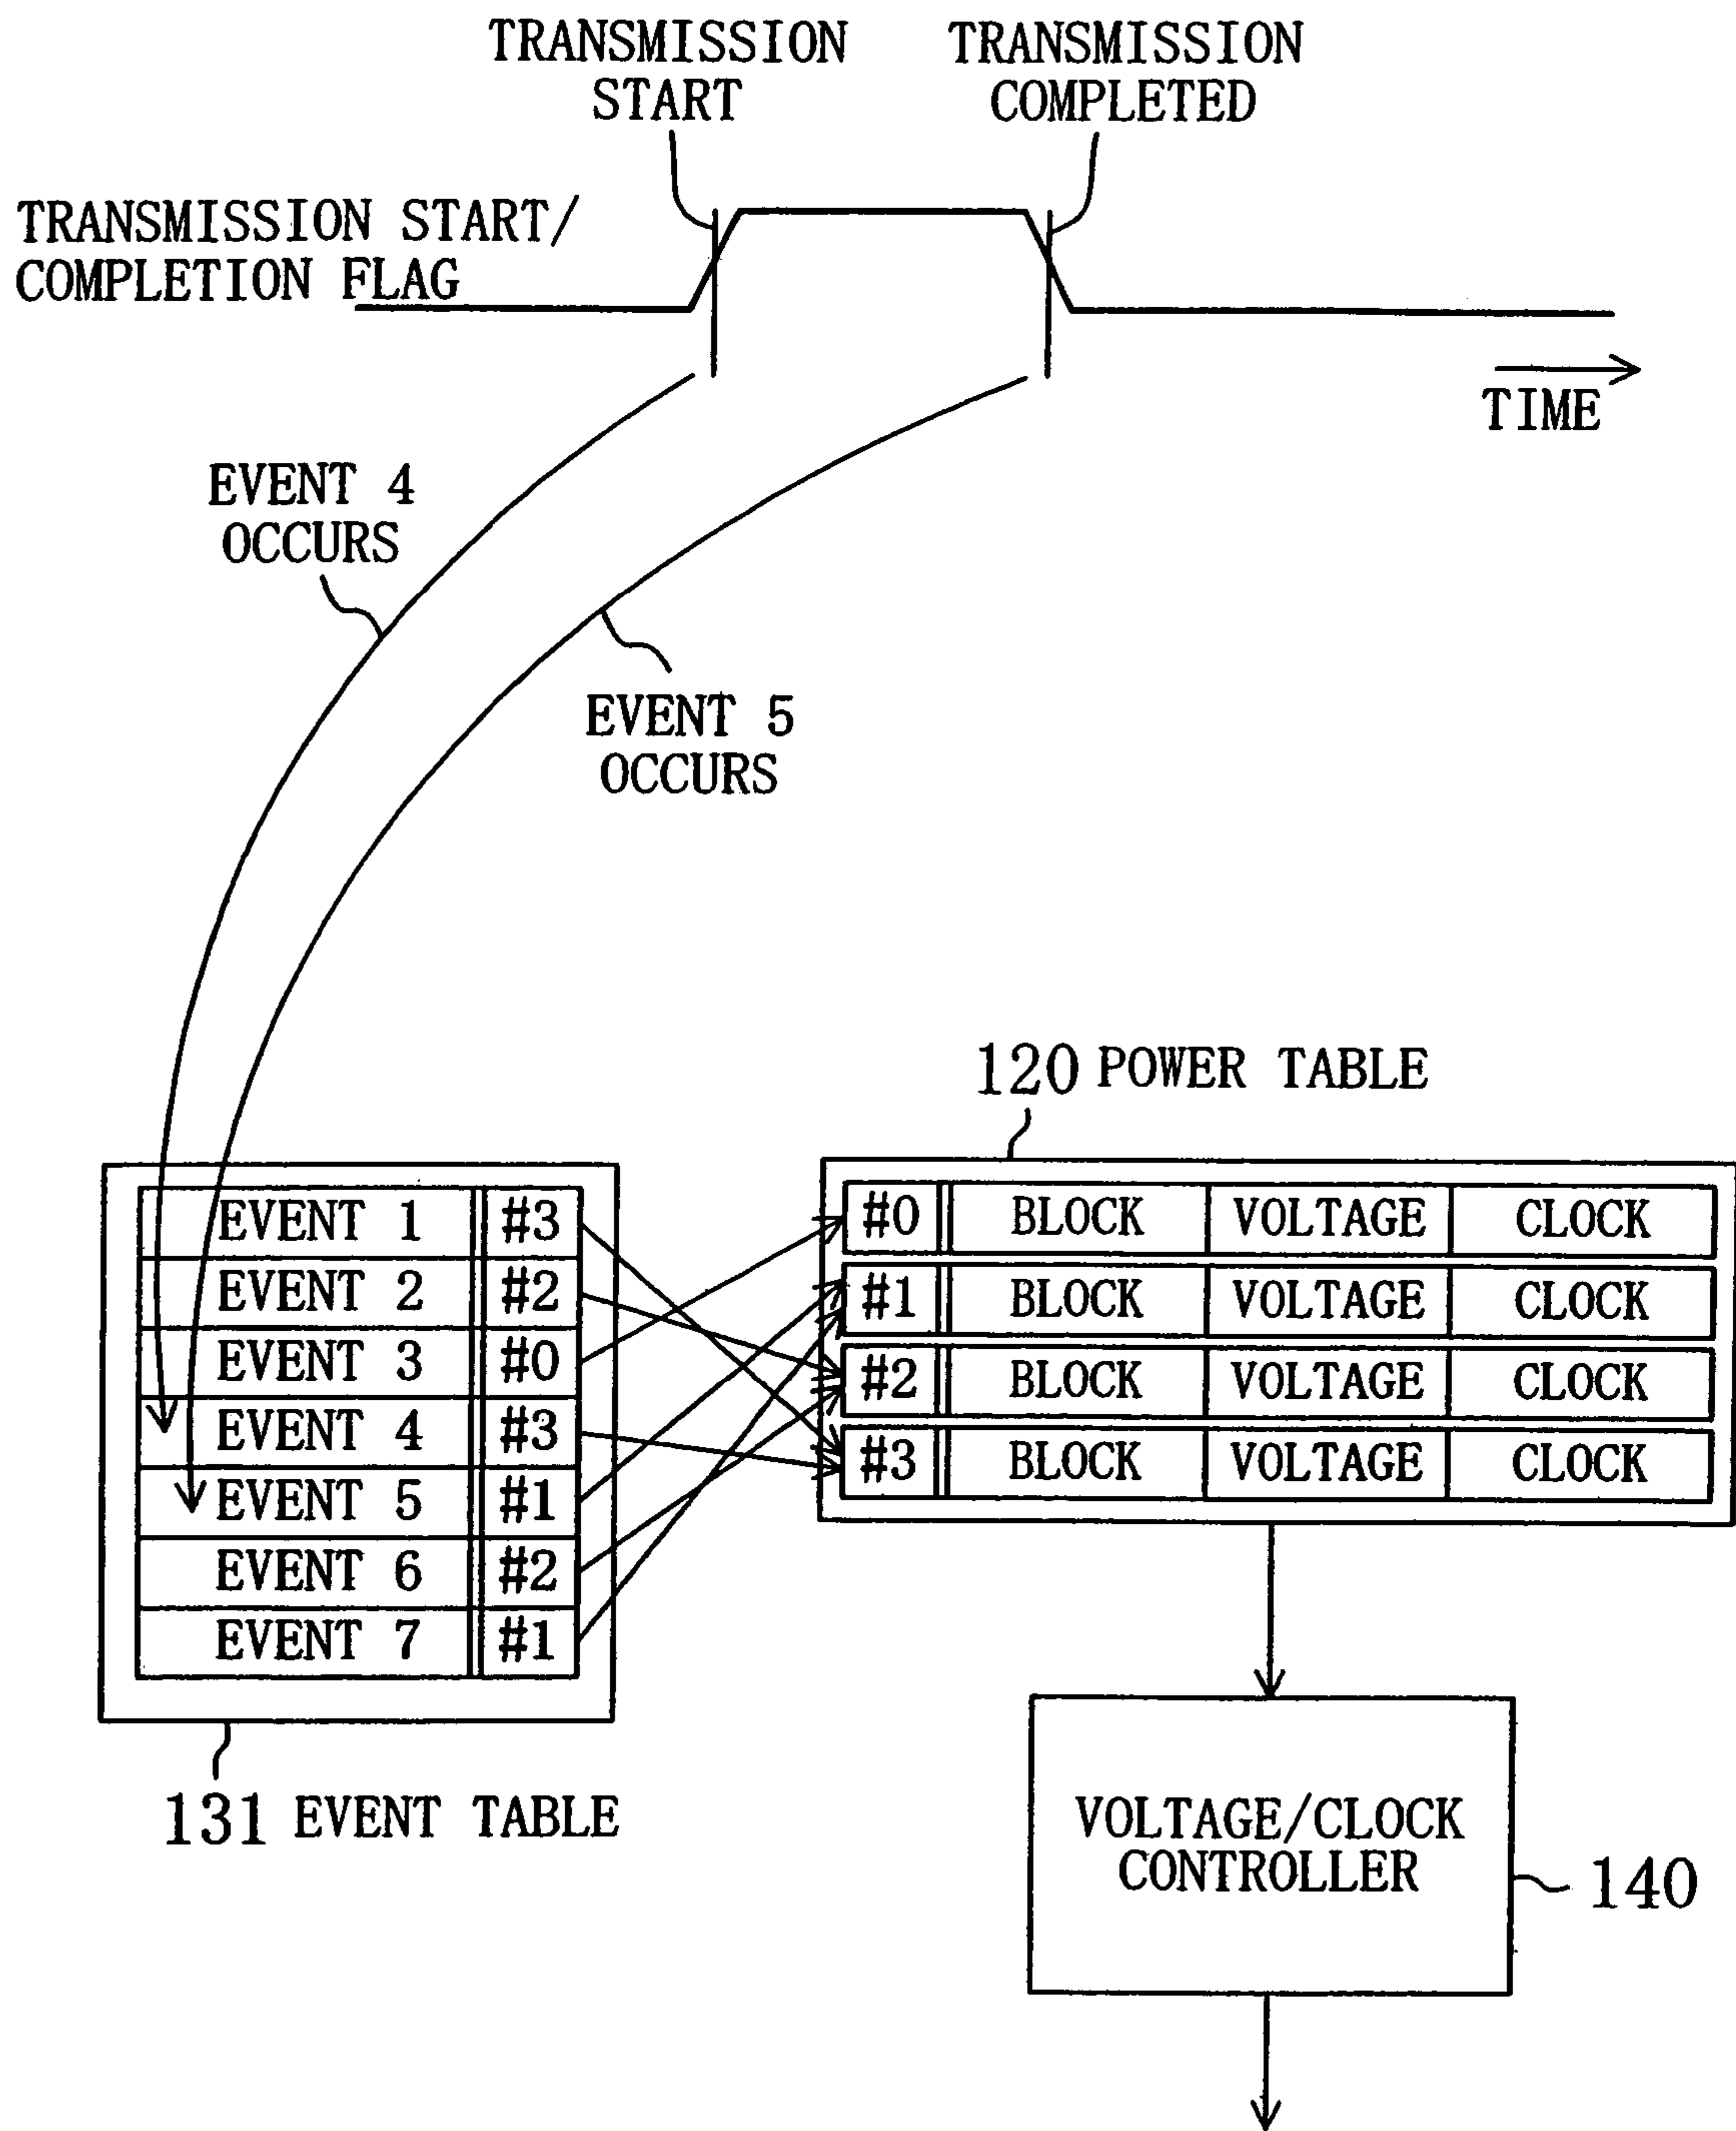 TRANSMISSION
START
TRANSMISSION
COMPLETED
TRANSMISSION START/
COMPLETION FLAG
TIME
EVENT 4
OCCURS
EVENT 5
OCCURS
120 POWER TABLE
EVENT 1 #3
EVENT 2 #2
EVENT 3 #0
EVENT 4 #3
EVENT 5 #1
EVENT 6 #2
EVENT 7 #1
#0 BLOCK VOLTAGE CLOCK
#1 BLOCK VOLTAGE CLOCK
#2 BLOCK VOLTAGE CLOCK
#3 BLOCK VOLTAGE CLOCK
131 EVENT TABLE
VOLTAGE/CLOCK
CONTROLLER
140